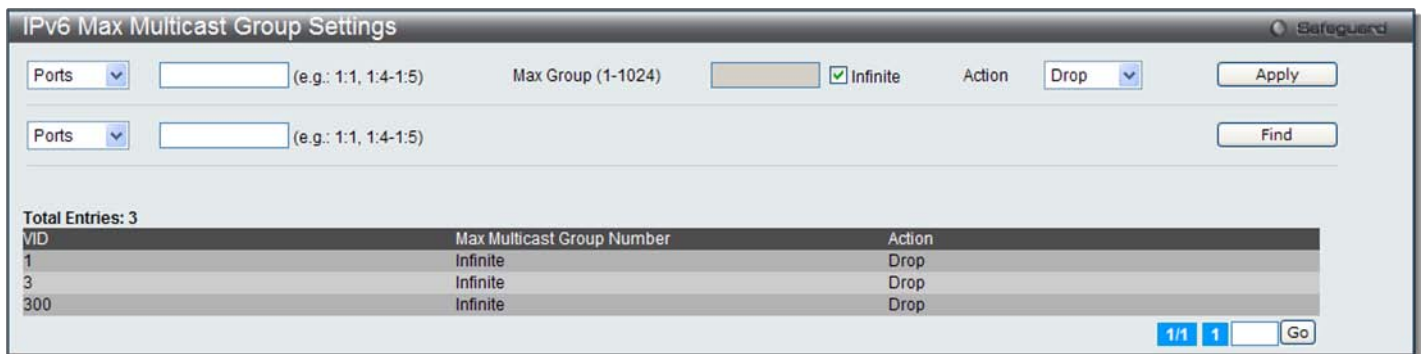 IPv6 Max Multicast Group Settings Safeguard
Ports (e.g.: 1:1, 1:4-1:5) Max Group (1-1024) Infinite Action Drop Apply
Ports (e.g.: 1:1, 1:4-1:5) Find
Total Entries: 3
VID Max Multicast Group Number Action
1 Infinite Drop
3 Infinite Drop
300 Infinite Drop
1/1 1 Go